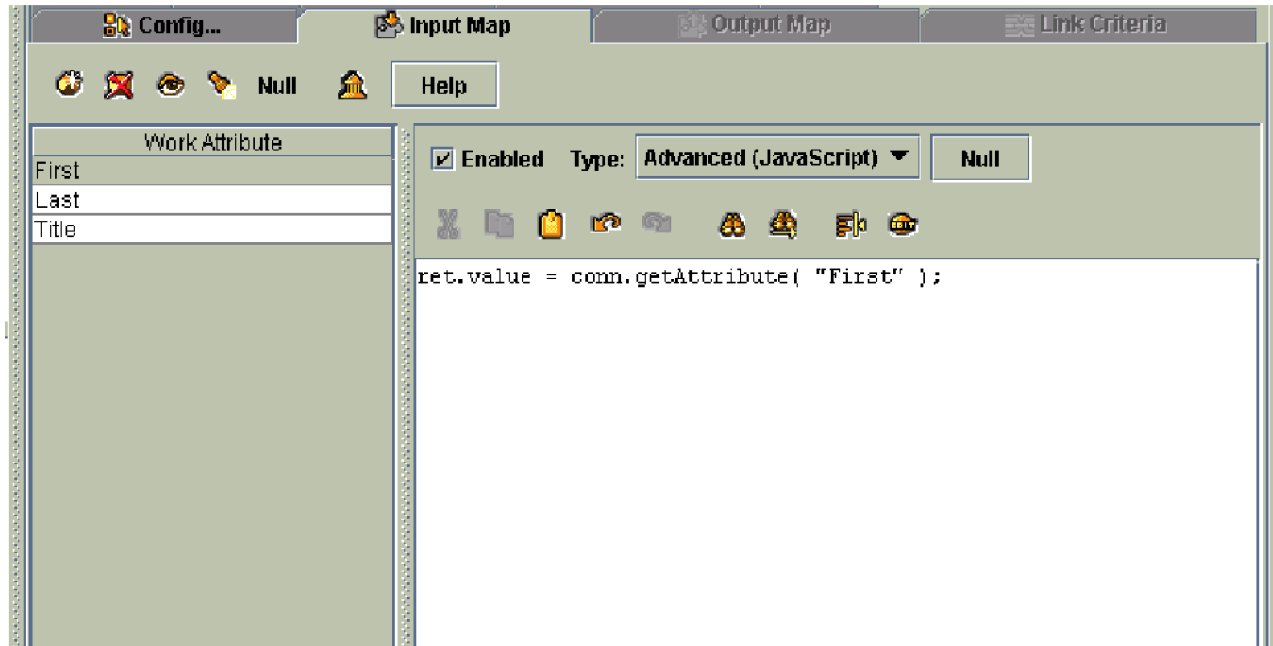 Config... Input Map Output Map Link Criteria
Null Help
Work Attribute
First
Last
Title
Enabled Type: Advanced (JavaScript) Null
ret.value = conn.getAttribute( "First" );